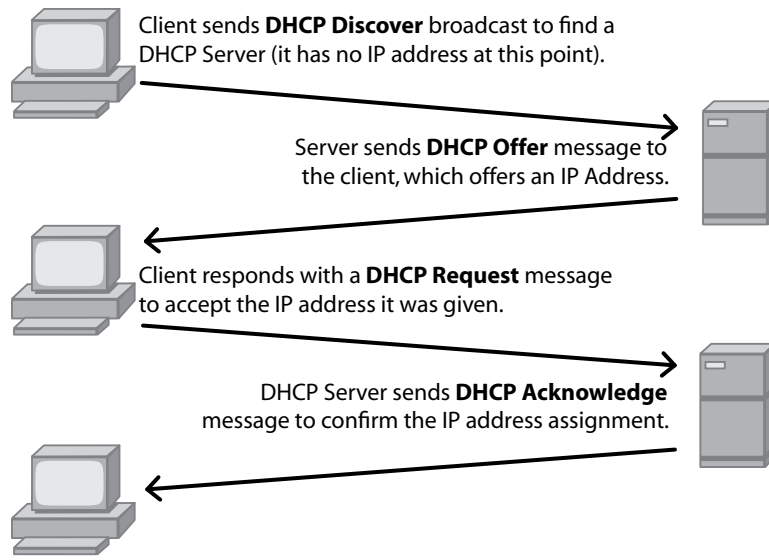 Client sends DHCP Discover broadcast to find a
DHCP Server (it has no IP address at this point).
Server sends DHCP Offer message to
the client, which offers an IP Address.
Client responds with a DHCP Request message
to accept the IP address it was given.
DHCP Server sends DHCP Acknowledge
message to confirm the IP address assignment.